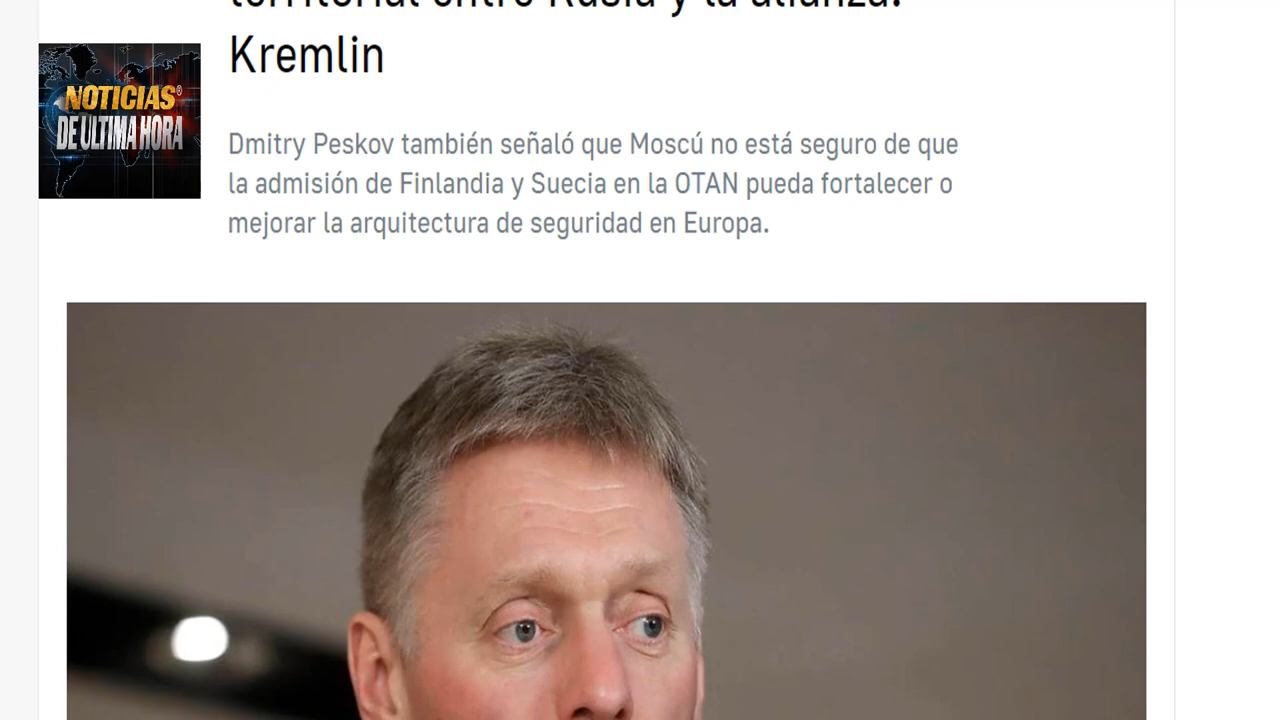 territorial entre Rusia y la alianza:
Kremlin
NOTICIAS®
DE ULTIMA HORA
Dmitry Peskov también señaló que Moscú no está seguro de que
la admisión de Finlandia y Suecia en la OTAN pueda fortalecer o
mejorar la arquitectura de seguridad en Europa.